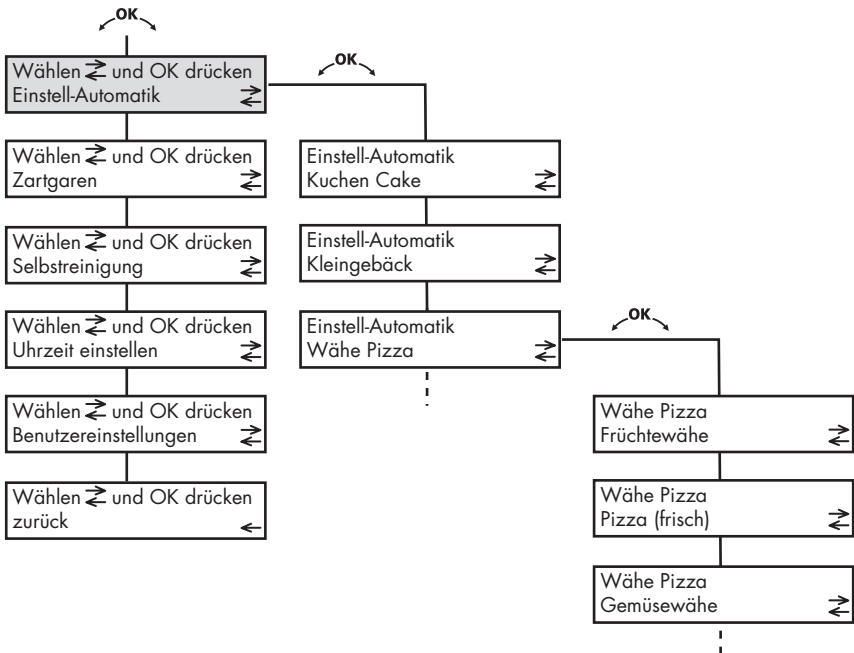 OK
Wählen ⇄ und OK drücken
Einstell-Automatik ⇄
OK
Wählen ⇄ und OK drücken
Zartgaren ⇄
Wählen ⇄ und OK drücken
Selbstreinigung ⇄
Wählen ⇄ und OK drücken
Uhrzeit einstellen ⇄
Wählen ⇄ und OK drücken
Benutzereinstellungen ⇄
Wählen ⇄ und OK drücken
zurück ←
Einstell-Automatik
Kuchen Cake ⇄
Einstell-Automatik
Kleingebäck ⇄
Einstell-Automatik
Wähe Pizza ⇄
OK
Wähe Pizza
Früchtewähe ⇄
Wähe Pizza
Pizza (frisch) ⇄
Wähe Pizza
Gemüsewähe ⇄